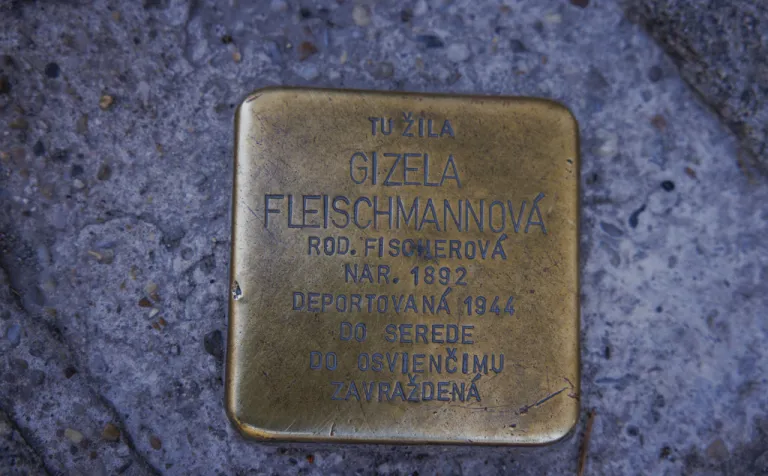 TU ŽILA
GIZELA
FLEISCHMANNOVÁ
ROD. FISCHEROVÁ
NAR. 1892
DEPORTOVANÁ 1944
DO SEREDE
DO OSVIENČIMU
ZAVRAŽDENÁ